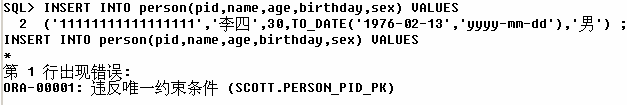 SQL> INSERT INTO person(pid,name,age,birthday,sex) VALUES
  2  ('11111111111111111','李四',30,TO_DATE('1976-02-13','yyyy-mm-dd'),'男') ;
INSERT INTO person(pid,name,age,birthday,sex) VALUES
*
第 1 行出现错误:
ORA-00001: 违反唯一约束条件 (SCOTT.PERSON_PID_PK)